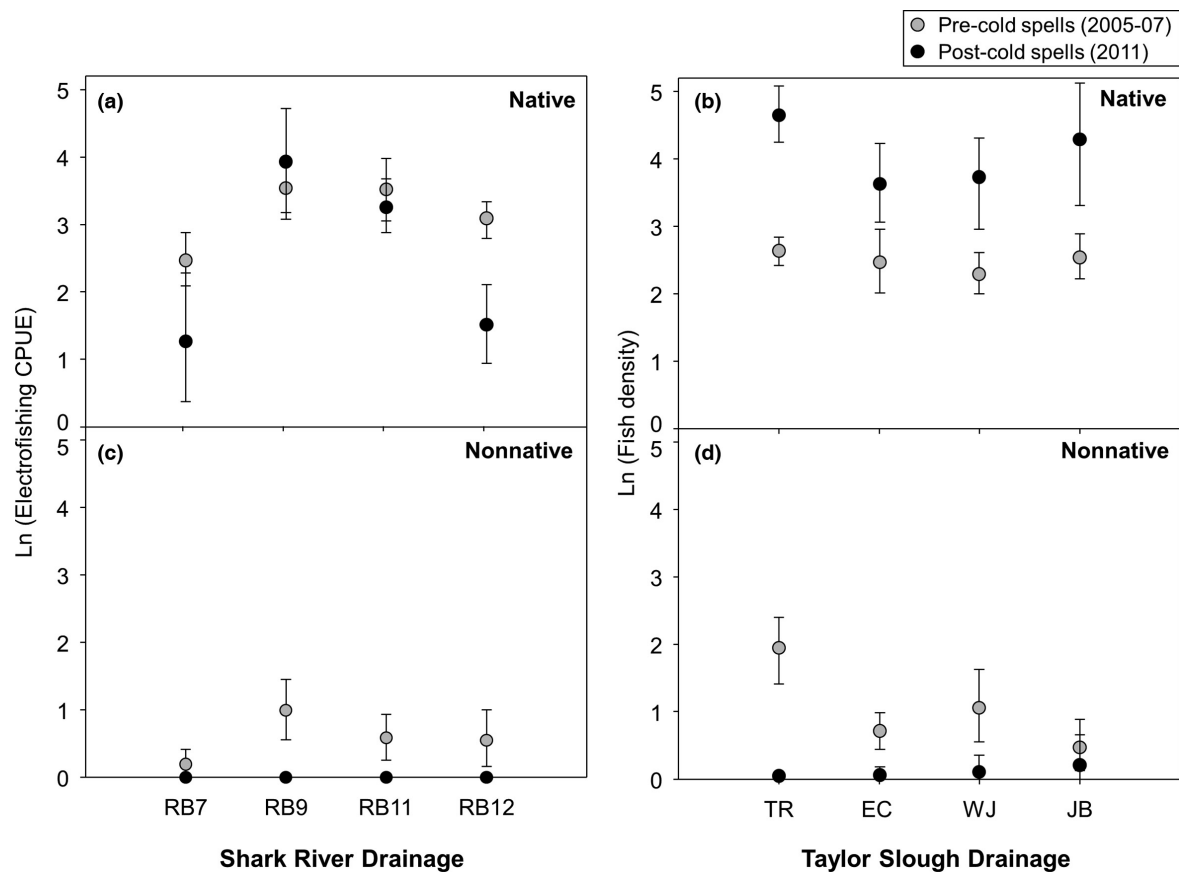 Pre-cold spells (2005-07)
Post-cold spells (2011)
(a)
Native
5
4
3
2
1
0
(b)
Native
5
4
3
2
1
0
(c)
Nonnative
5
4
3
2
1
0
(d)
Nonnative
5
4
3
2
1
0
Ln (Electrofishing CPUE)
Ln (Fish density)
RB7 RB9 RB11 RB12
TR EC WJ JB
Shark River Drainage
Taylor Slough Drainage